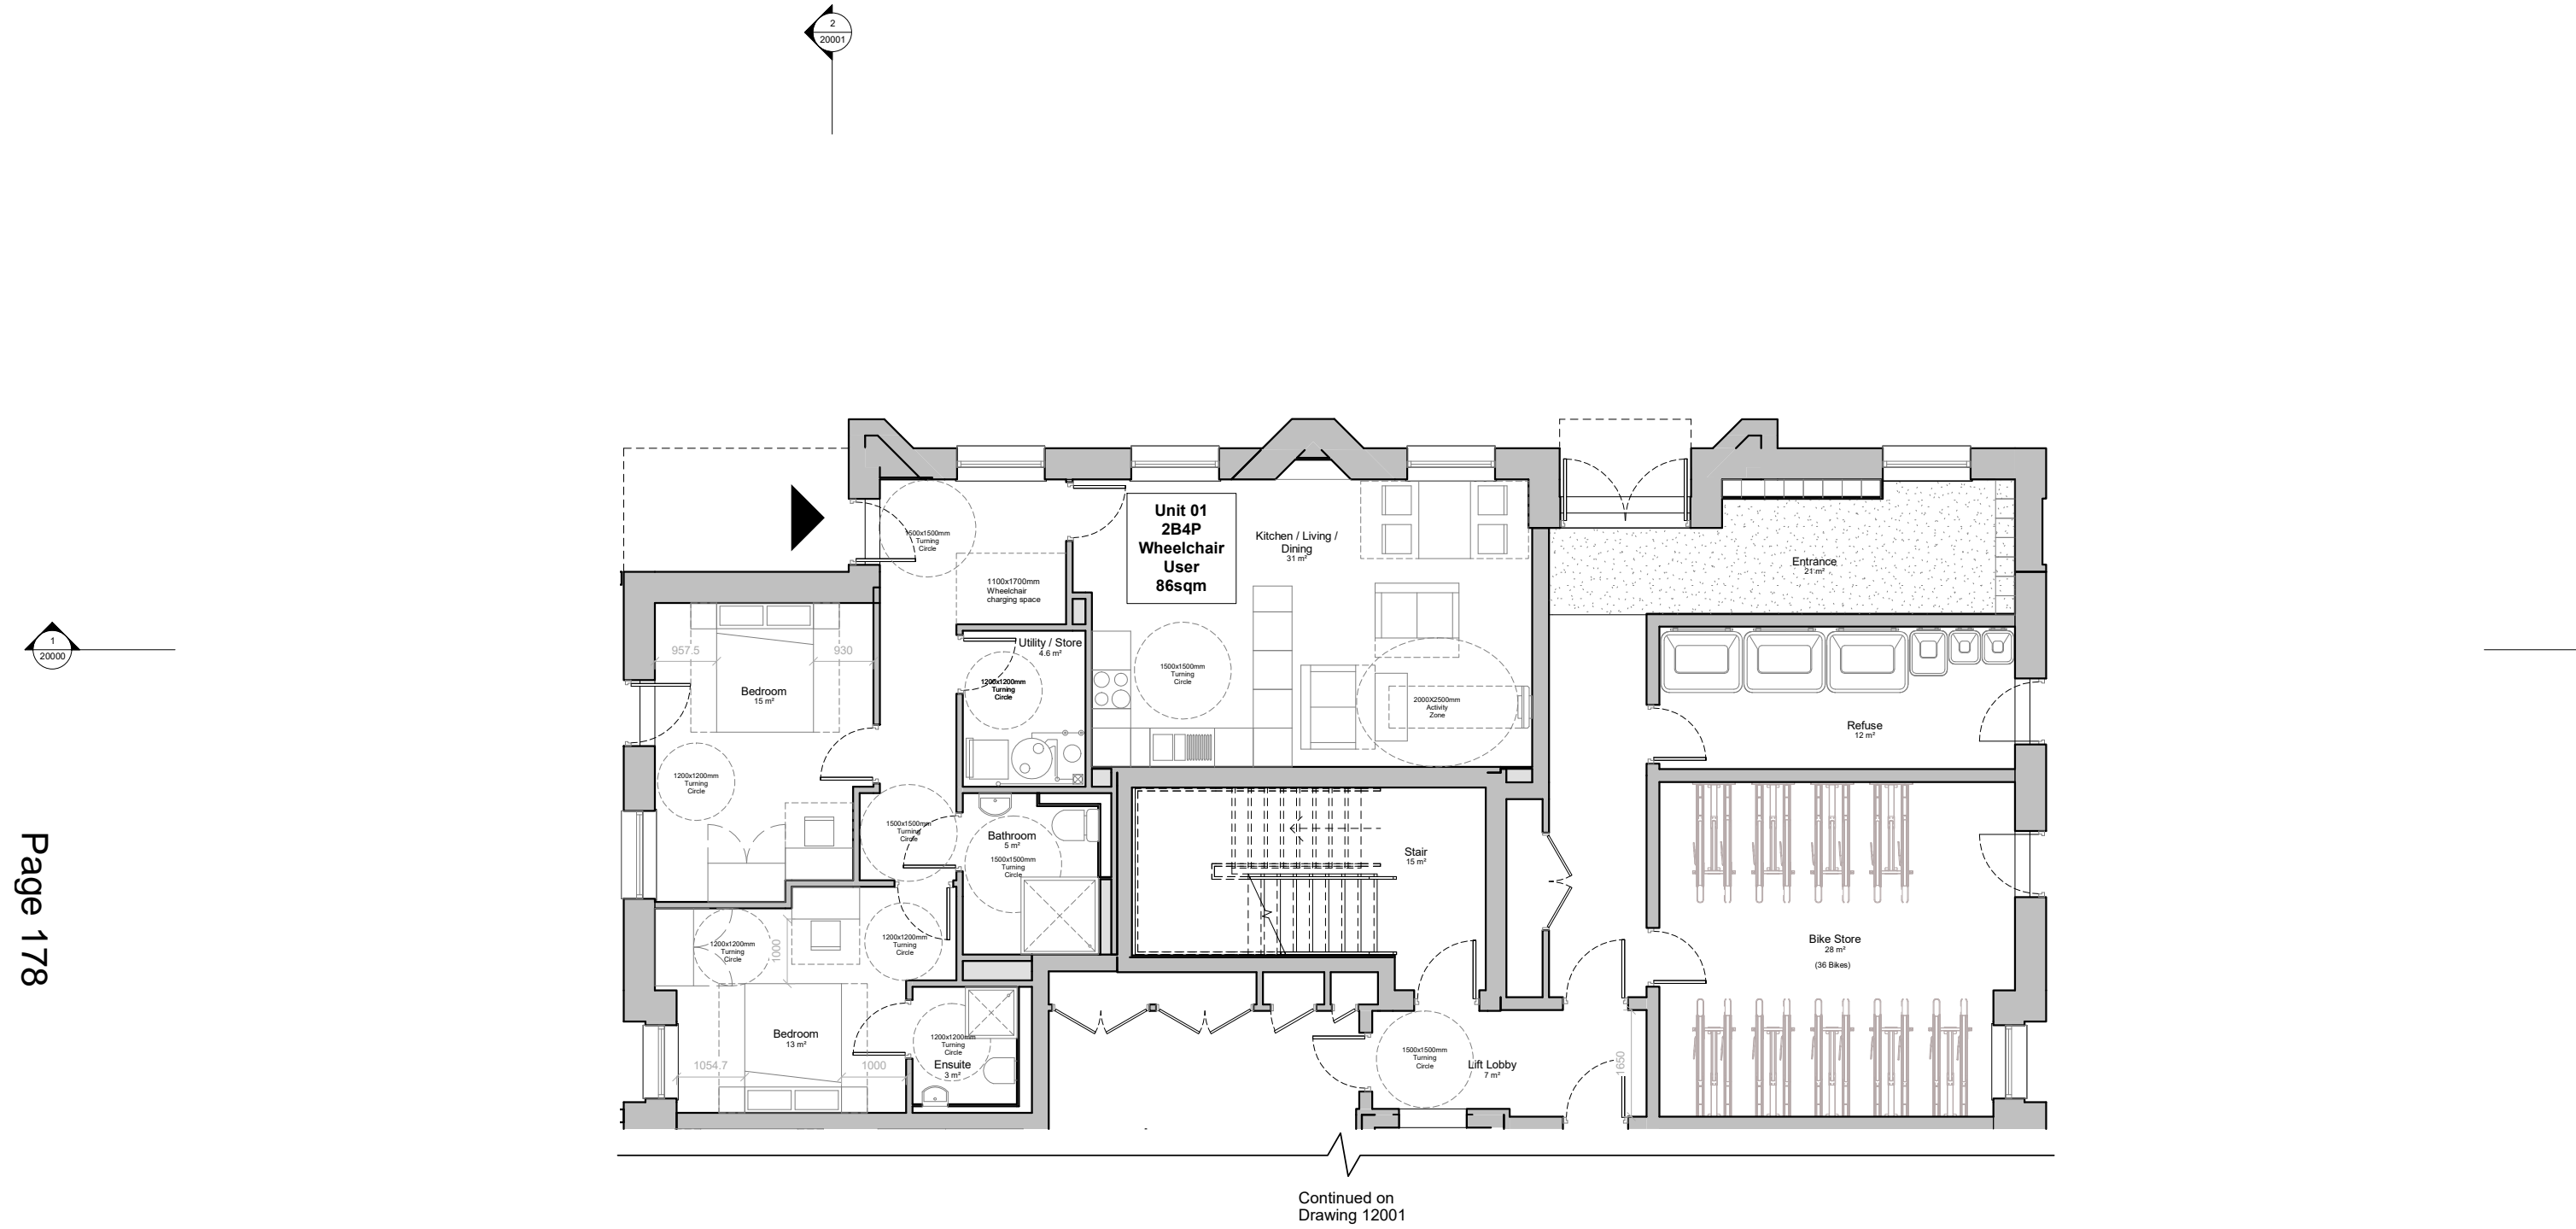 2
20001
1
20000
Page 178
Unit 01
2B4P
Wheelchair
User
86sqm
Kitchen / Living /
Dining
31 m²
1500x1500mm
Turning
Circle
1100x1700mm
Wheelchair
charging space
Entrance
21 m²
Utility / Store
4.6 m²
1200x1200mm
Turning
Circle
1500x1500mm
Turning
Circle
2000X2500mm
Activity
Zone
957.5
930
Bedroom
15 m²
1200x1200mm
Turning
Circle
Refuse
12 m²
1500x1500mm
Turning
Circle
Bathroom
5 m²
1500x1500mm
Turning
Circle
Stair
15 m²
1200x1200mm
Turning
Circle
1000
1200x1200mm
Turning
Circle
Bike Store
28 m²
(36 Bikes)
Bedroom
13 m²
1054.7
1000
1200x1200mm
Turning
Circle
Ensuite
3 m²
1500x1500mm
Turning
Circle
Lift Lobby
7 m²
1650
Continued on
Drawing 12001